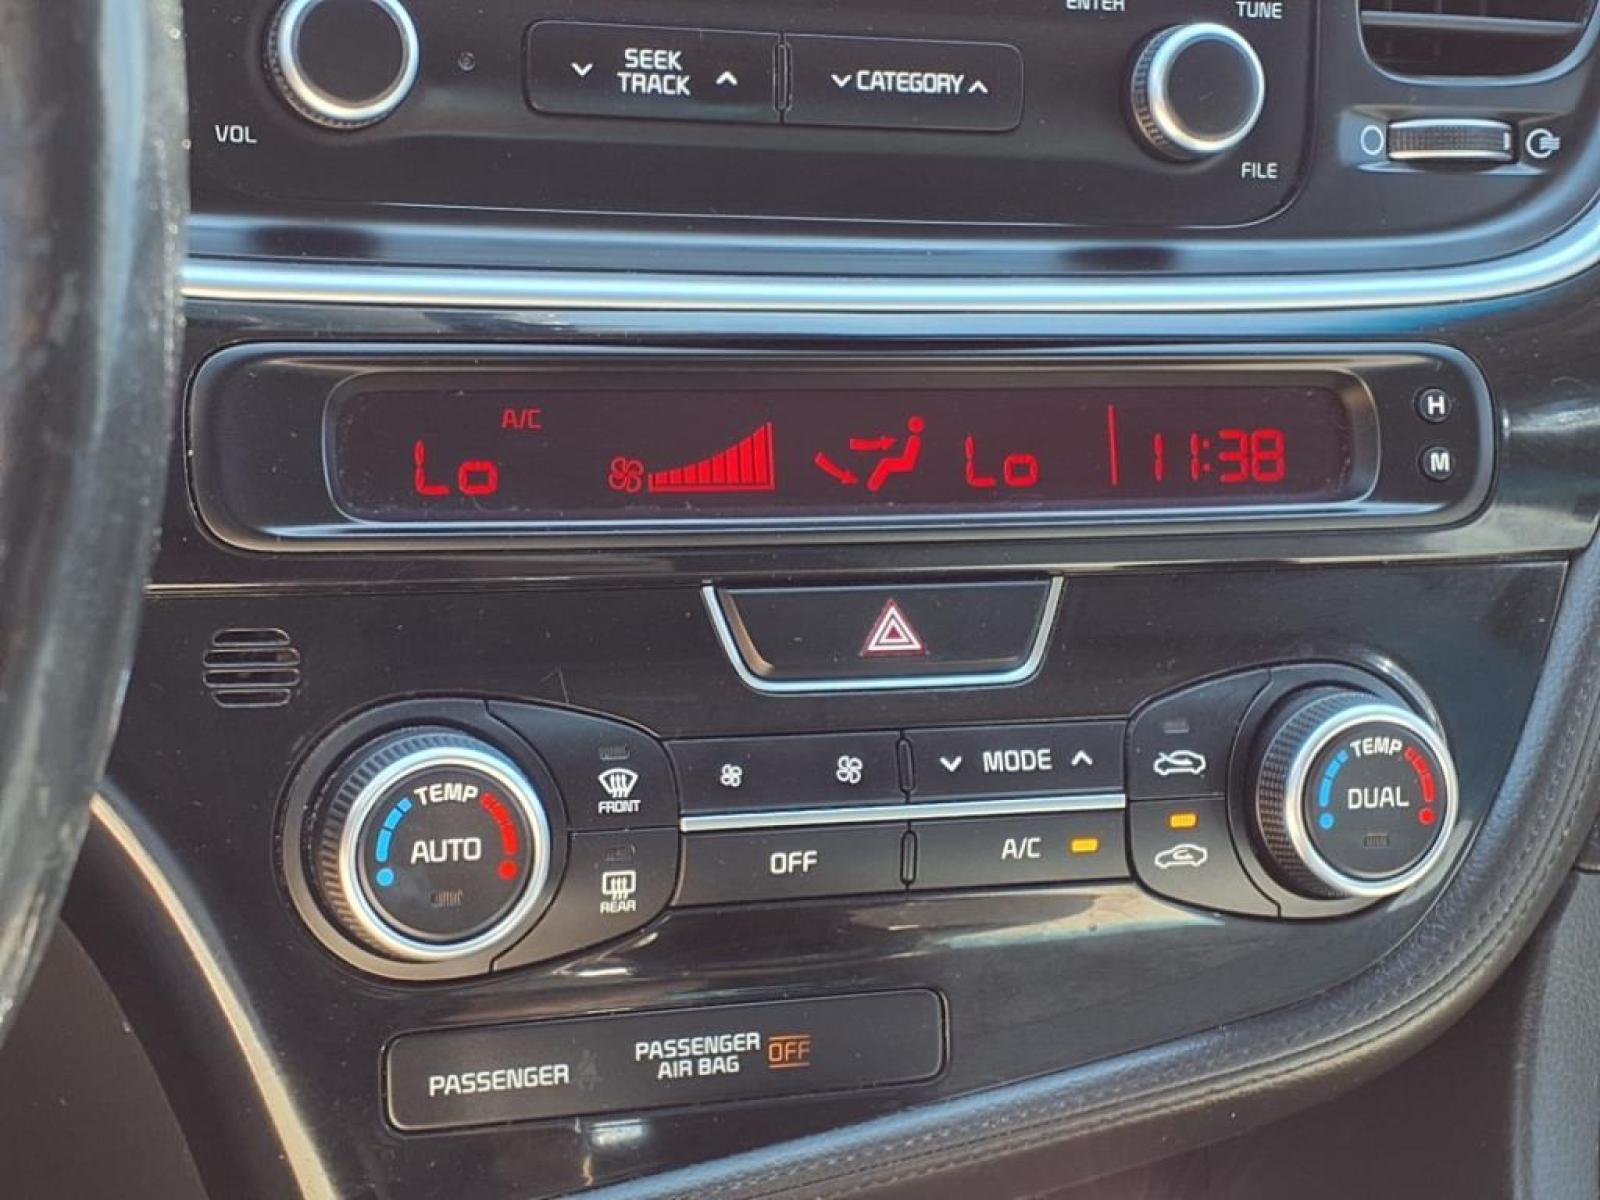 ENTER
TUNE
SEEK
TRACK
CATEGORY
VOL
FILE
A/C
Lo
Lo
11:38
H
M
TEMP
AUTO
FRONT
REAR
MODE
OFF
A/C
TEMP
DUAL
PASSENGER
PASSENGER
AIR BAG
OFF